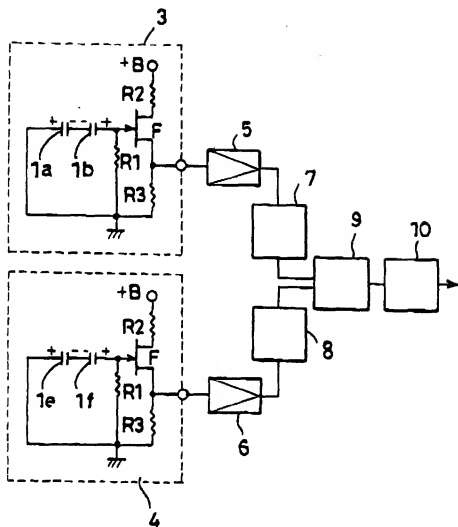 3
+B
R2
+ - - +
F
1a 1b R1
R3
5
7
9 10
+B
R2
+ - - +
F
1e 1f R1
R3
8
6
4